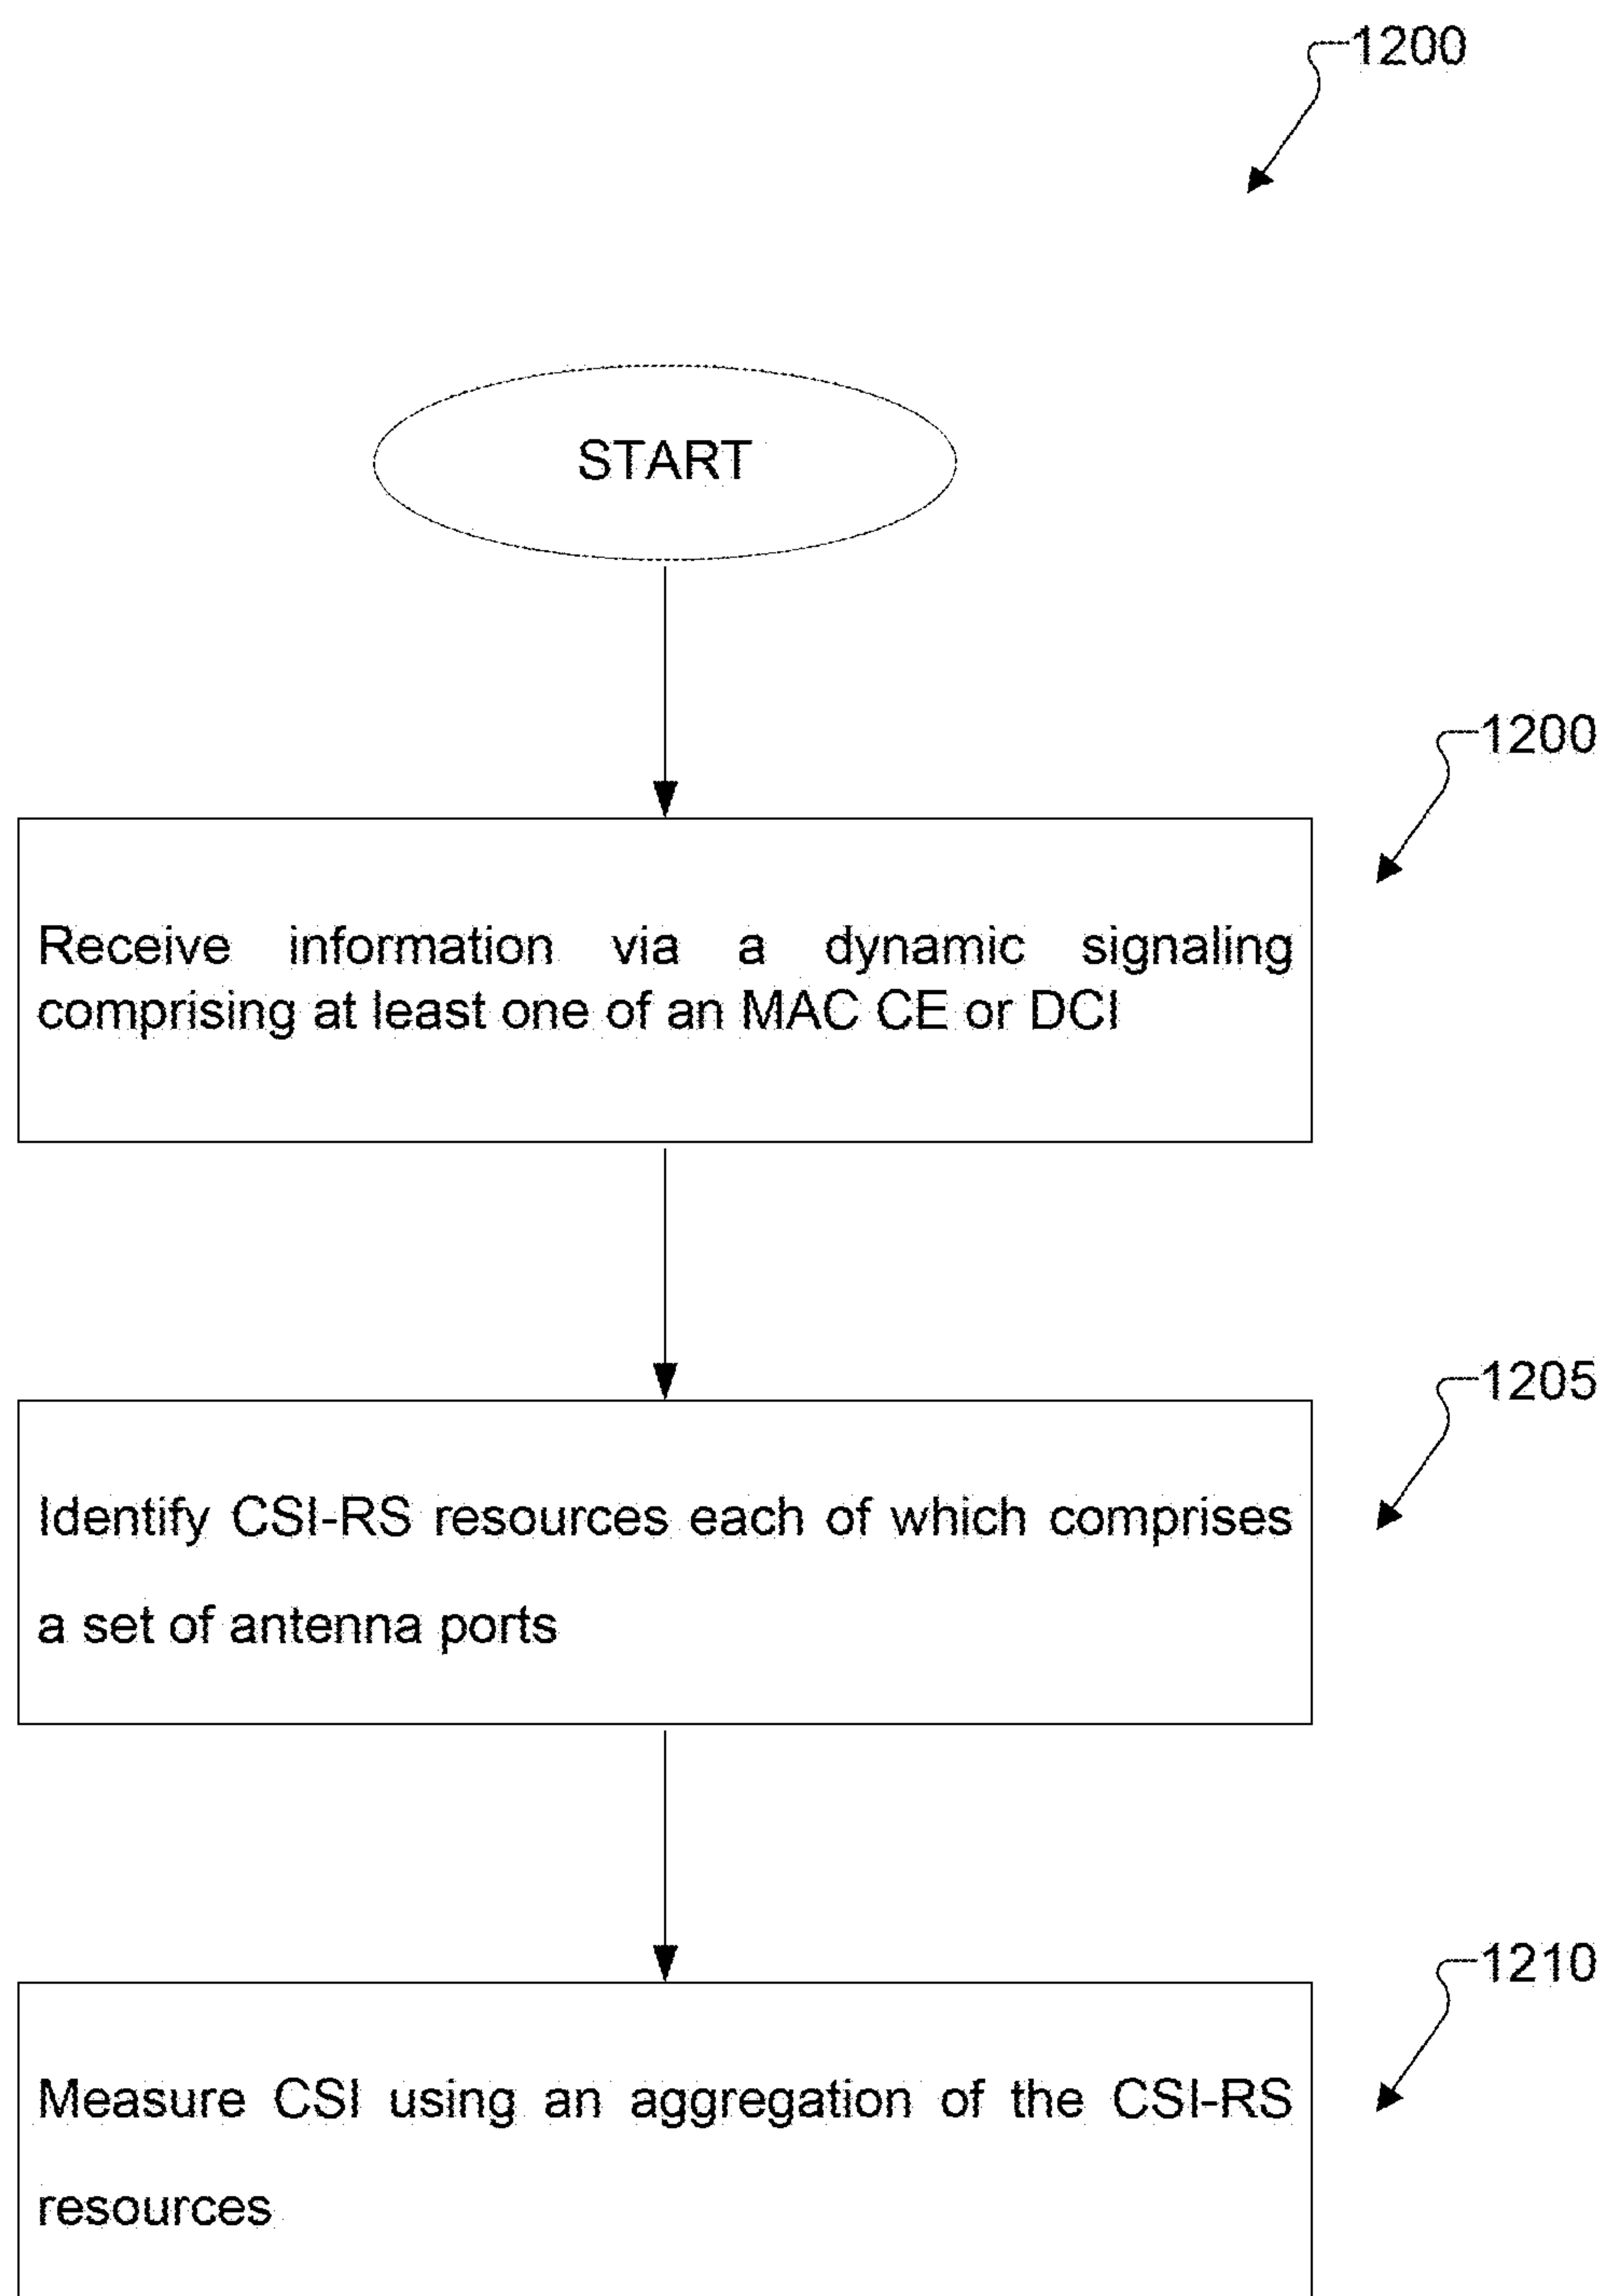 1200
START
1200
Receive information via a dynamic signaling
comprising at least one of an MAC CE or DCI
1205
Identify CSI-RS resources each of which comprises
a set of antenna ports
1210
Measure CSI using an aggregation of the CSI-RS
resources